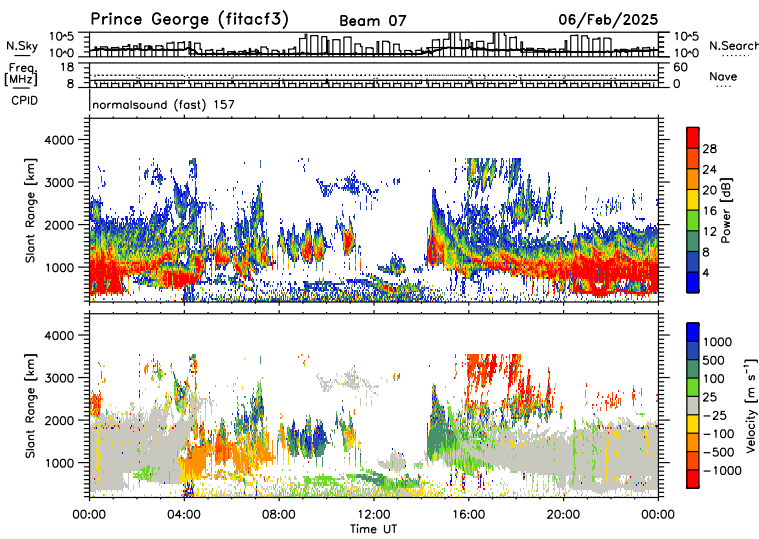 Prince George (fitacf3) Beam 07 06/Feb/2025
N.Sky 10^5 10^0 10^5 10^0 N.Search
Freq. [MHz] 18 8 60 0 Nave
CPID normalsound (fast) 157
Slant Range [km] 4000 3000 2000 1000
Power [dB] 28 24 20 16 12 8 4
Slant Range [km] 4000 3000 2000 1000
Velocity [m s⁻¹] 1000 500 100 25 −25 −100 −500 −1000
00:00 04:00 08:00 12:00 16:00 20:00 00:00
Time UT